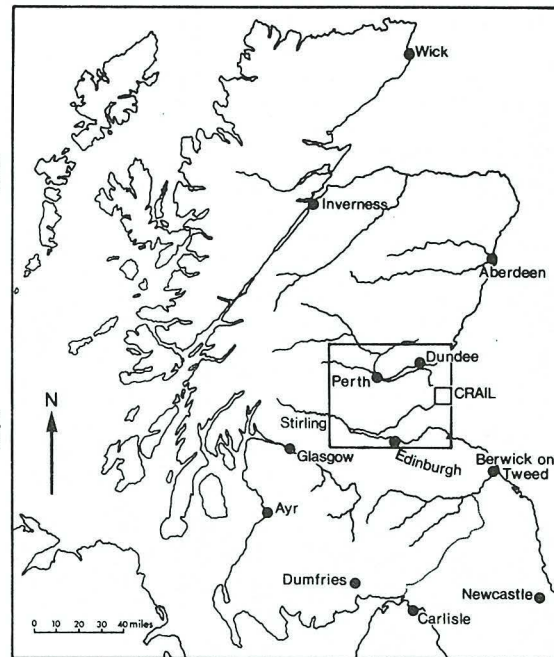 Wick
Inverness
Aberdeen
Dundee
Perth
CRAIL
N
Stirling
Glasgow
Edinburgh
Berwick on
Tweed
Ayr
Dumfries
Newcastle
Carlisle
0 10 20 30 40 miles